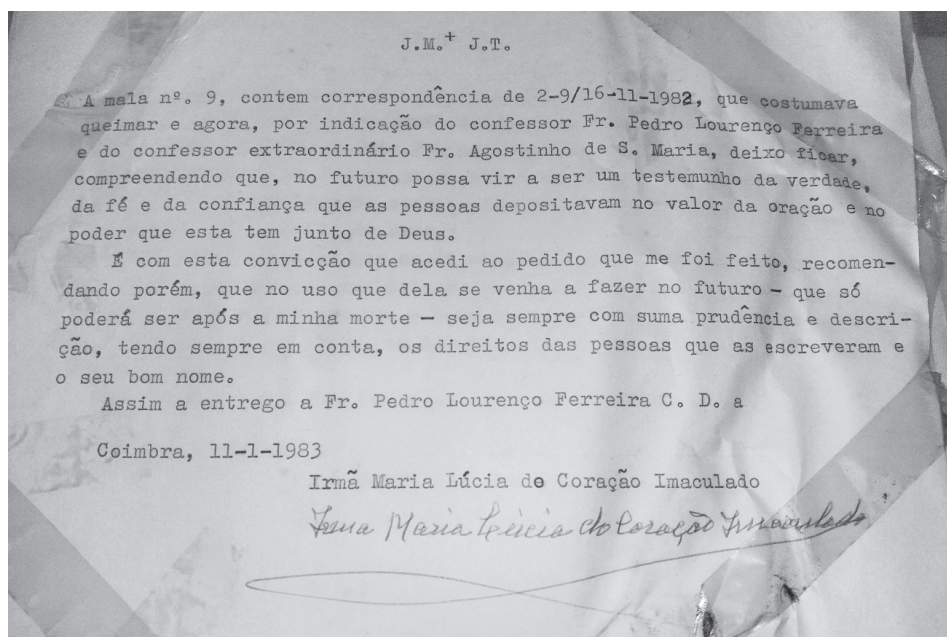 J.M.+ J.T.
A mala nº. 9, contem correspondência de 2-9/16-11-1982, que costumava
queimar e agora, por indicação do confessor Fr. Pedro Lourenço Ferreira
e do confessor extraordinário Fr. Agostinho de S. Maria, deixo ficar,
compreendendo que, no futuro possa vir a ser um testemunho da verdade,
da fé e da confiança que as pessoas depositavam no valor da oração e no
poder que esta tem junto de Deus.
É com esta convicção que acedi ao pedido que me foi feito, recomen-
dando porém, que no uso que dela se venha a fazer no futuro - que só
poderá ser após a minha morte - seja sempre com suma prudência e descri-
ção, tendo sempre em conta, os direitos das pessoas que as escreveram e
o seu bom nome.
Assim a entrego a Fr. Pedro Lourenço Ferreira C. D. a
Coimbra, 11-1-1983
Irmã Maria Lúcia do Coração Imaculado
Irmã Maria Lúcia do Coração Imaculado